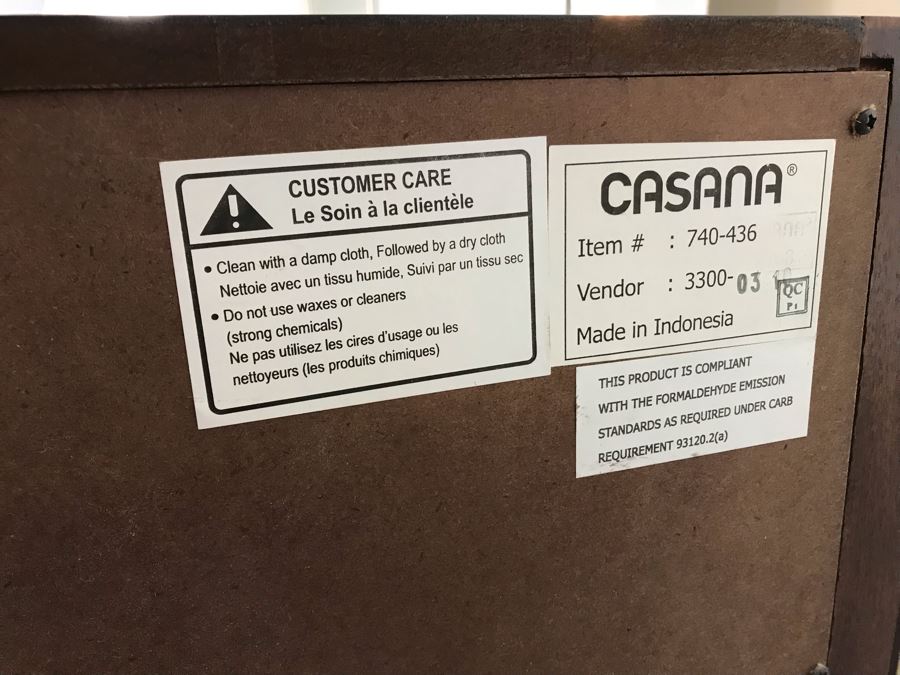 CUSTOMER CARE
Le Soin à la clientèle
• Clean with a damp cloth, Followed by a dry cloth
Nettoie avec un tissu humide, Suivi par un tissu sec
• Do not use waxes or cleaners
(strong chemicals)
Ne pas utilisez les cires d'usage ou les
nettoyeurs (les produits chimiques)
CASANA®
Item # : 740-436
Vendor : 3300-03
QC
P1
Made in Indonesia
THIS PRODUCT IS COMPLIANT
WITH THE FORMALDEHYDE EMISSION
STANDARDS AS REQUIRED UNDER CARB
REQUIREMENT 93120.2(a)